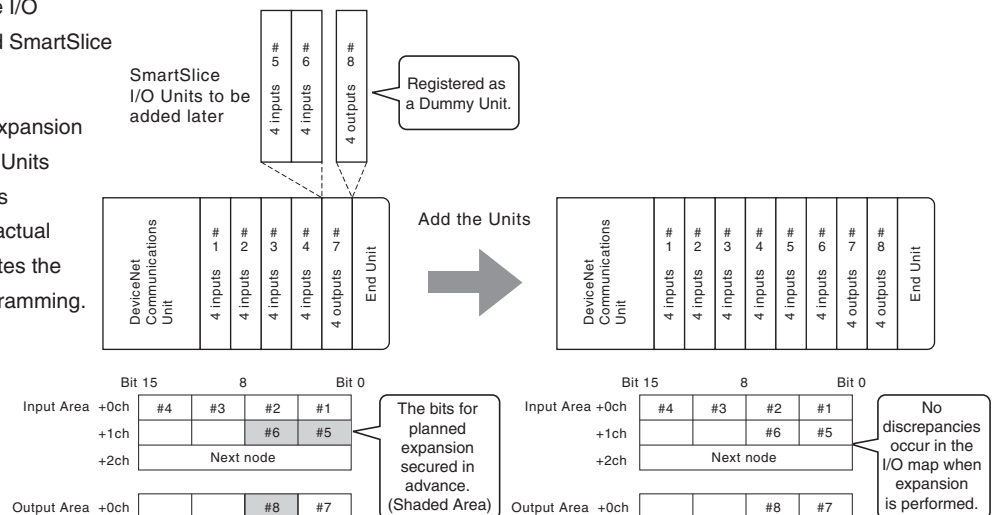 e I/O
d SmartSlice
xpansion
Units
s
actual
tes the
gramming.
SmartSlice
I/O Units to be
added later
# 5 4 inputs
# 6 4 inputs
# 8 4 outputs
Registered as
a Dummy Unit.
DeviceNet
Communications
Unit
# 1 4 inputs
# 2 4 inputs
# 3 4 inputs
# 4 4 inputs
# 7 4 outputs
End Unit
Add the Units
DeviceNet
Communications
Unit
# 1 4 inputs
# 2 4 inputs
# 3 4 inputs
# 4 4 inputs
# 5 4 inputs
# 6 4 inputs
# 7 4 outputs
# 8 4 outputs
End Unit
Bit 15 8 Bit 0
Input Area +0ch #4 #3 #2 #1
+1ch #6 #5
+2ch Next node
Output Area +0ch #8 #7
The bits for
planned
expansion
secured in
advance.
(Shaded Area)
Bit 15 8 Bit 0
Input Area +0ch #4 #3 #2 #1
+1ch #6 #5
+2ch Next node
Output Area +0ch #8 #7
No
discrepancies
occur in the
I/O map when
expansion
is performed.